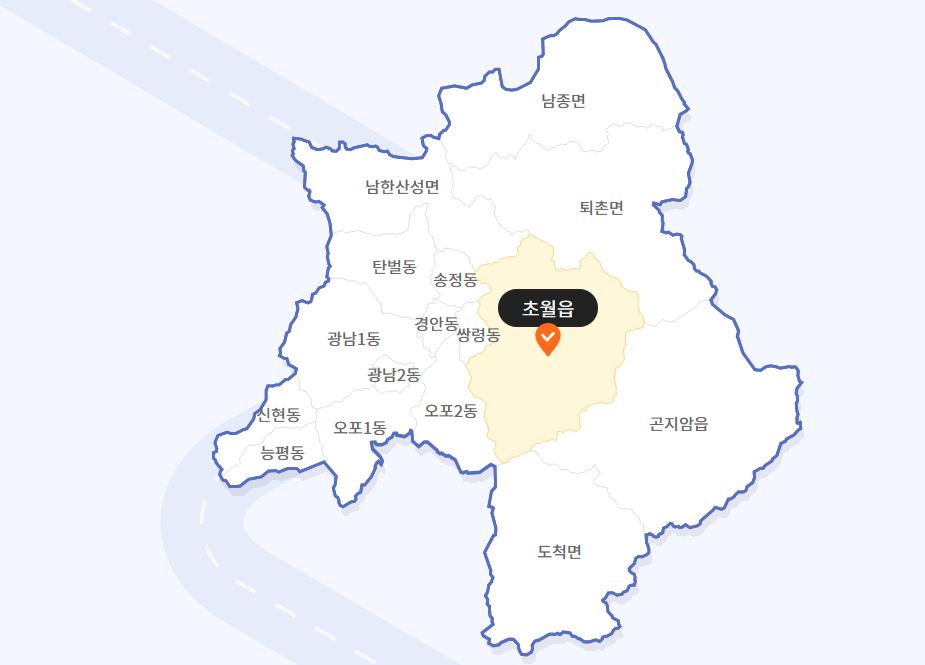 남종면
남한산성면
퇴촌면
탄벌동
송정동
초월읍
경안동
쌍령동
광남1동
광남2동
신현동
오포2동
오포1동
곤지암읍
능평동
도척면